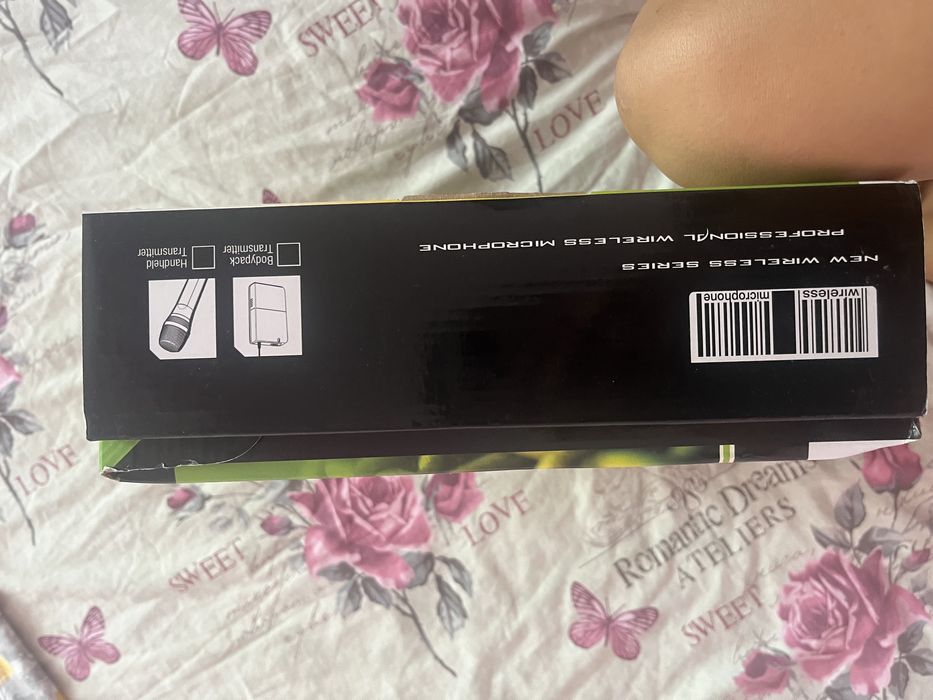 NEW WIRELESS SERIES
PROFESSIONAL WIRELESS MICROPHONE
wireless microphone
Bodypack
Transmitter
Handheld
Transmitter
SWEET
LOVE
LOVE
SWEET
LOVE
Romantic Dreams
ATELIERS
SWEET